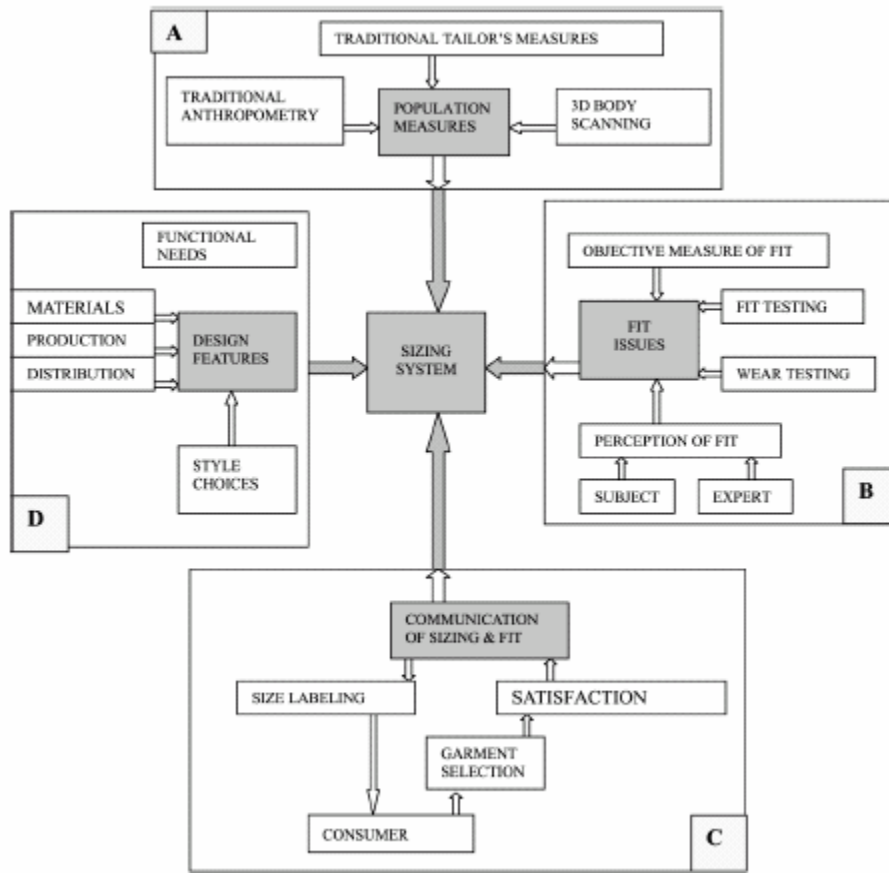 A
TRADITIONAL TAILOR'S MEASURES
TRADITIONAL
ANTHROPOMETRY
POPULATION
MEASURES
3D BODY
SCANNING
FUNCTIONAL
NEEDS
MATERIALS
PRODUCTION
DISTRIBUTION
DESIGN
FEATURES
STYLE
CHOICES
D
SIZING
SYSTEM
OBJECTIVE MEASURE OF FIT
FIT
ISSUES
FIT TESTING
WEAR TESTING
PERCEPTION OF FIT
SUBJECT
EXPERT
B
COMMUNICATION
OF SIZING & FIT
SIZE LABELING
SATISFACTION
GARMENT
SELECTION
CONSUMER
C